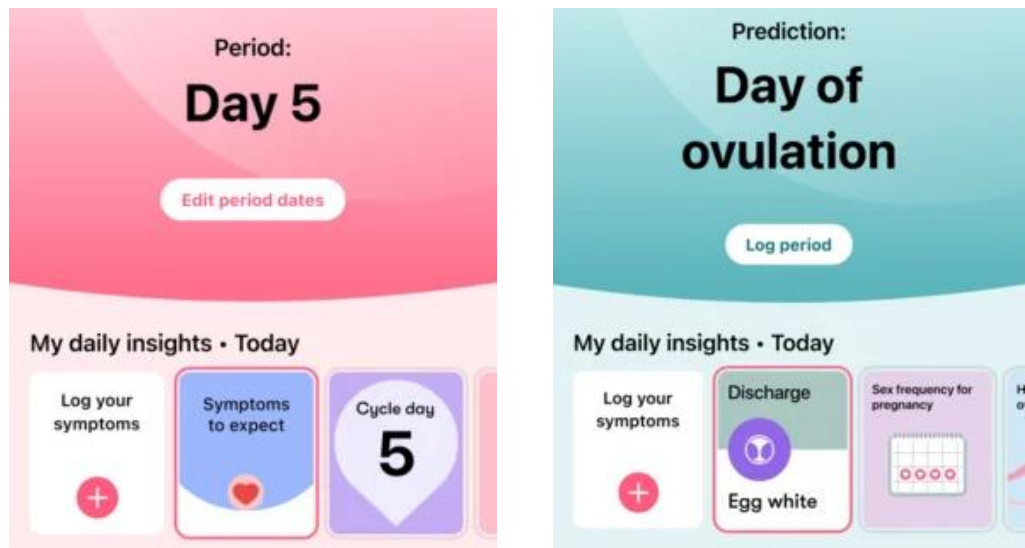 Period:
Day 5
Edit period dates
My daily insights • Today
Log your
symptoms
Symptoms
to expect
Cycle day
5
Prediction:
Day of
ovulation
Log period
My daily insights • Today
Log your
symptoms
Discharge
Egg white
Sex frequency for
pregnancy